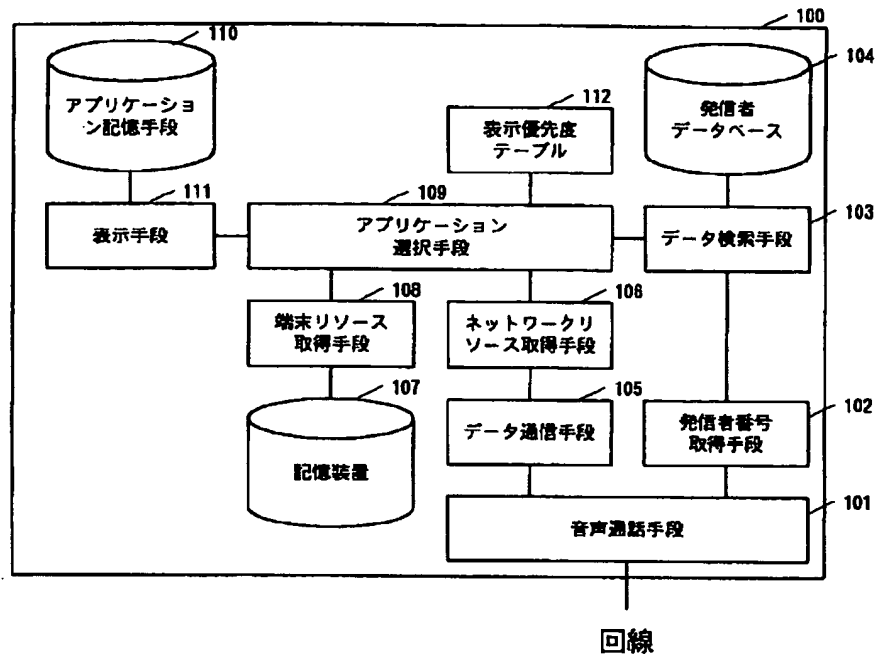 100
110
104
アプリケーショ
ン記憶手段
112
発信者
データベース
表示優先度
テーブル
111
109
表示手段
アプリケーション
選択手段
103
データ検索手段
108
106
端末リソース
取得手段
ネットワークリ
ソース取得手段
107
105
102
データ通信手段
発信者番号
取得手段
記憶装置
101
音声通話手段
回線